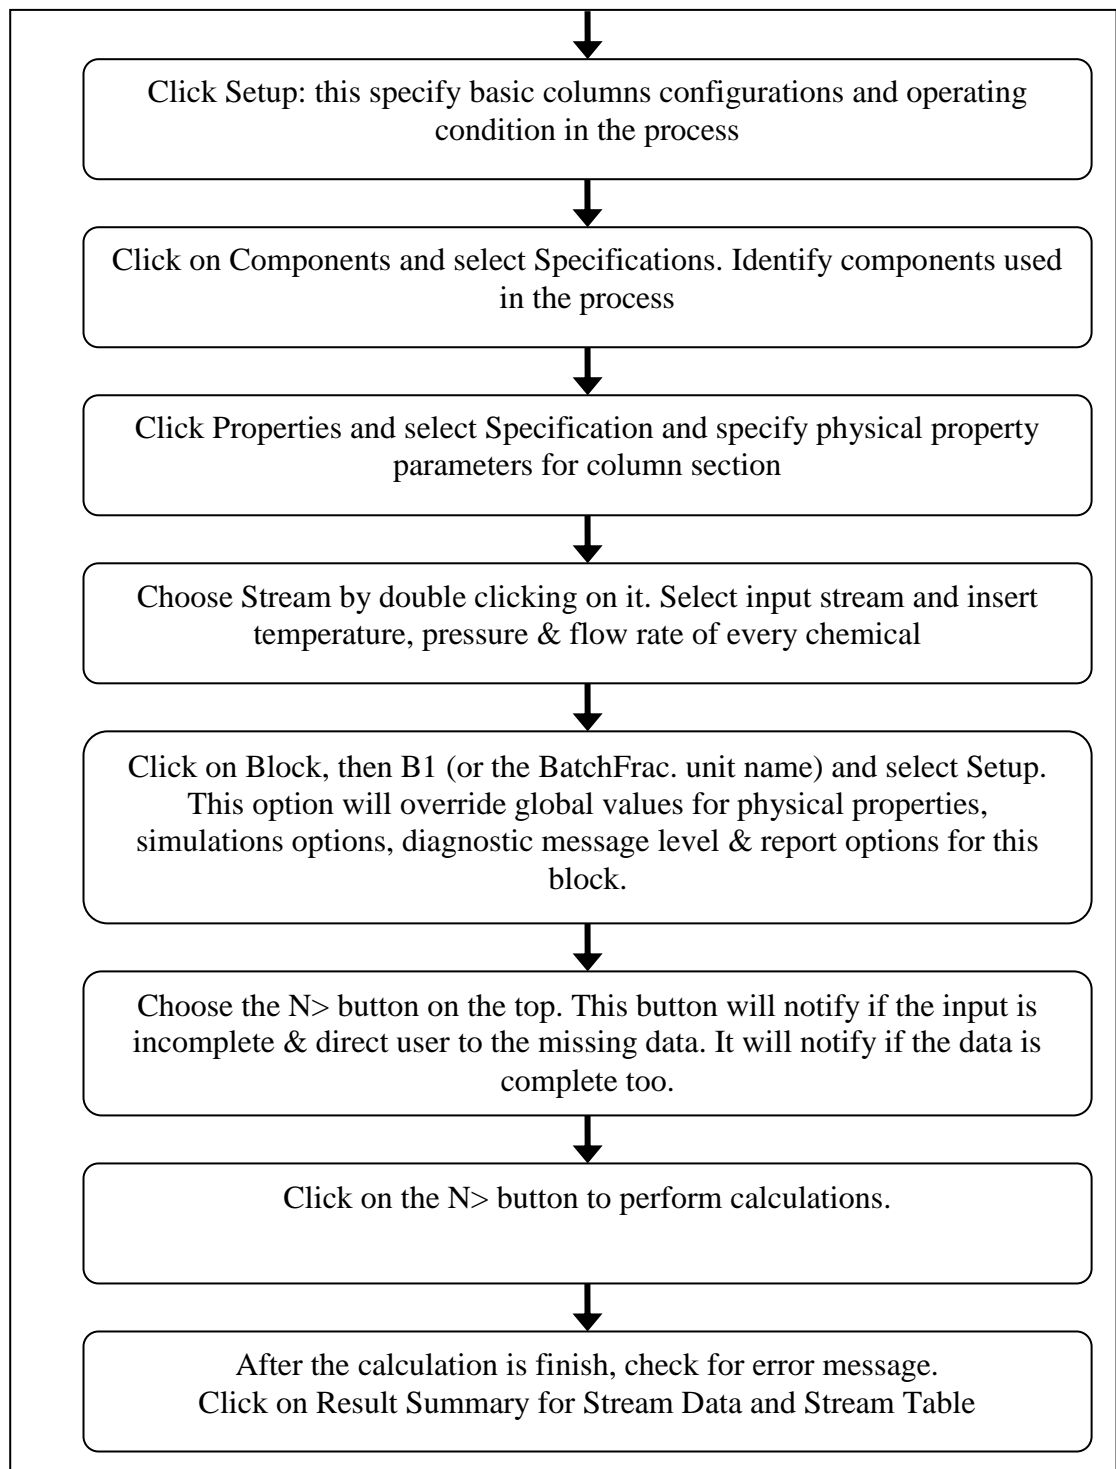 Click Setup: this specify basic columns configurations and operating
condition in the process
Click on Components and select Specifications. Identify components used
in the process
Click Properties and select Specification and specify physical property
parameters for column section
Choose Stream by double clicking on it. Select input stream and insert
temperature, pressure & flow rate of every chemical
Click on Block, then B1 (or the BatchFrac. unit name) and select Setup.
This option will override global values for physical properties,
simulations options, diagnostic message level & report options for this
block.
Choose the N> button on the top. This button will notify if the input is
incomplete & direct user to the missing data. It will notify if the data is
complete too.
Click on the N> button to perform calculations.
After the calculation is finish, check for error message.
Click on Result Summary for Stream Data and Stream Table